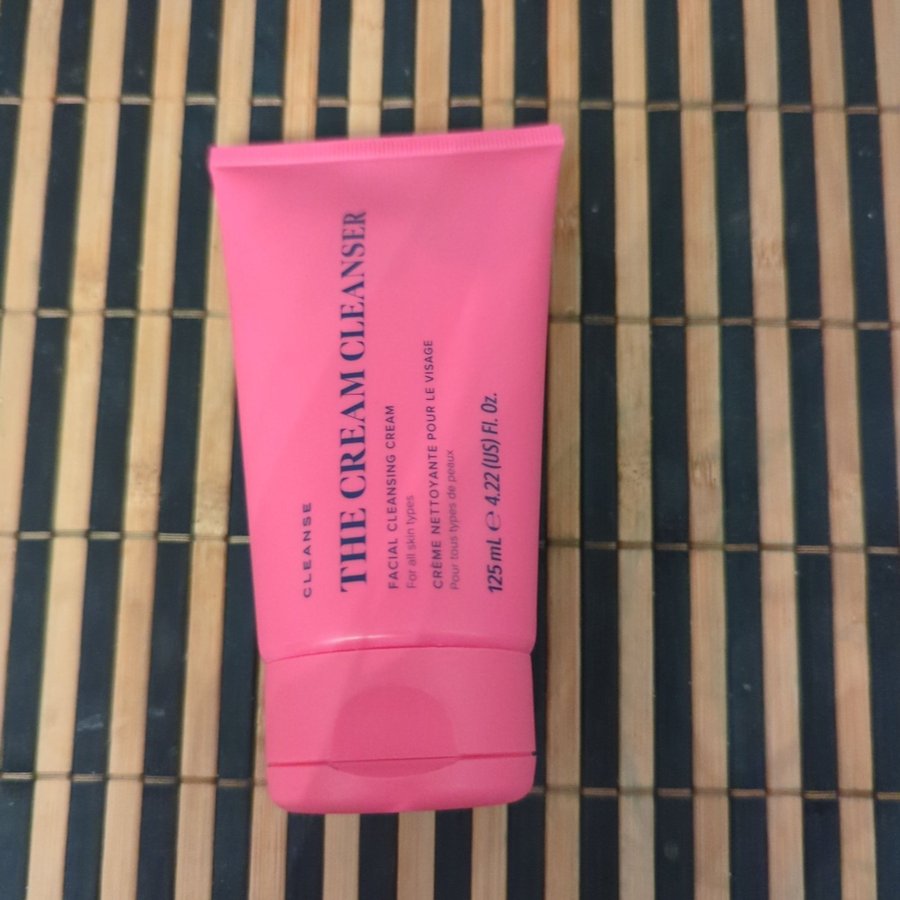 CLEANSE
THE CREAM CLEANSER
FACIAL CLEANSING CREAM
For all skin types
CRÈME NETTOYANTE POUR LE VISAGE
Pour tous types de peaux
125 mL ℮ 4.22 (US) Fl. Oz.